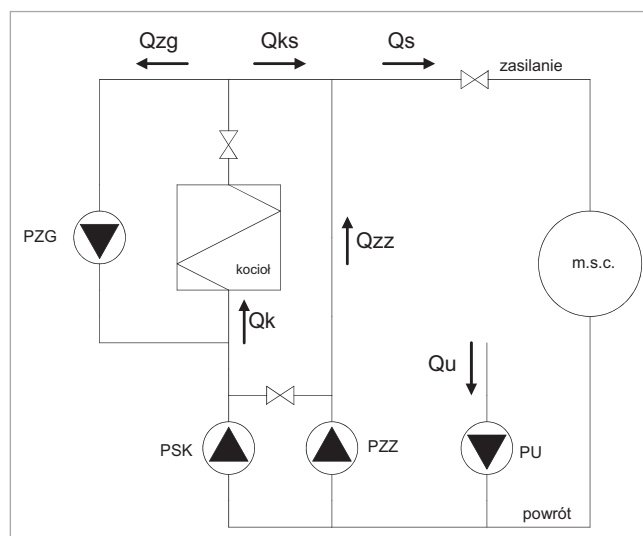 Qzg
Qks
Qs
zasilanie
PZG
kocioł
Qzz
m.s.c.
Qk
Qu
PSK
PZZ
PU
powrót